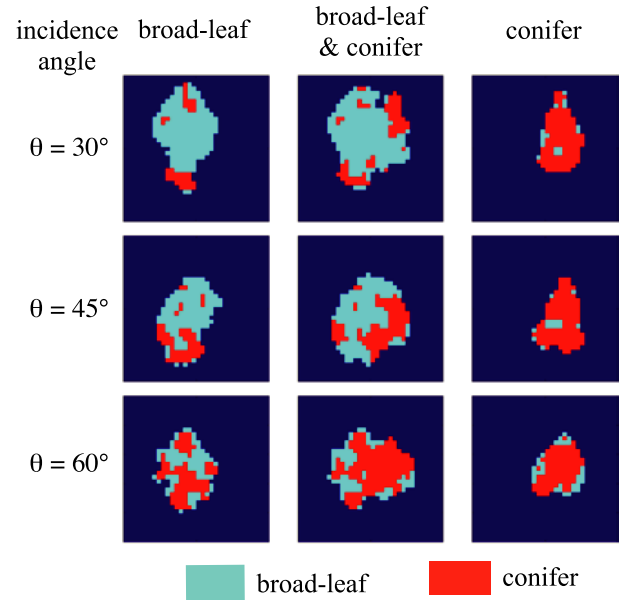 incidence angle
broad-leaf
broad-leaf & conifer
conifer
θ = 30°
θ = 45°
θ = 60°
broad-leaf
conifer